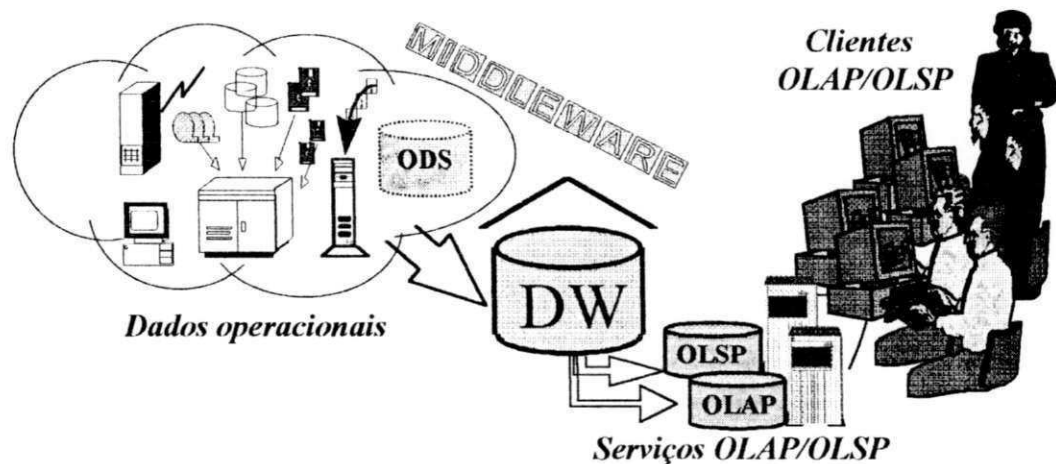 MIDDLEWARE
Clientes
OLAP/OLSP
ODS
Dados operacionais
DW
OLSP
OLAP
Serviços OLAP/OLSP